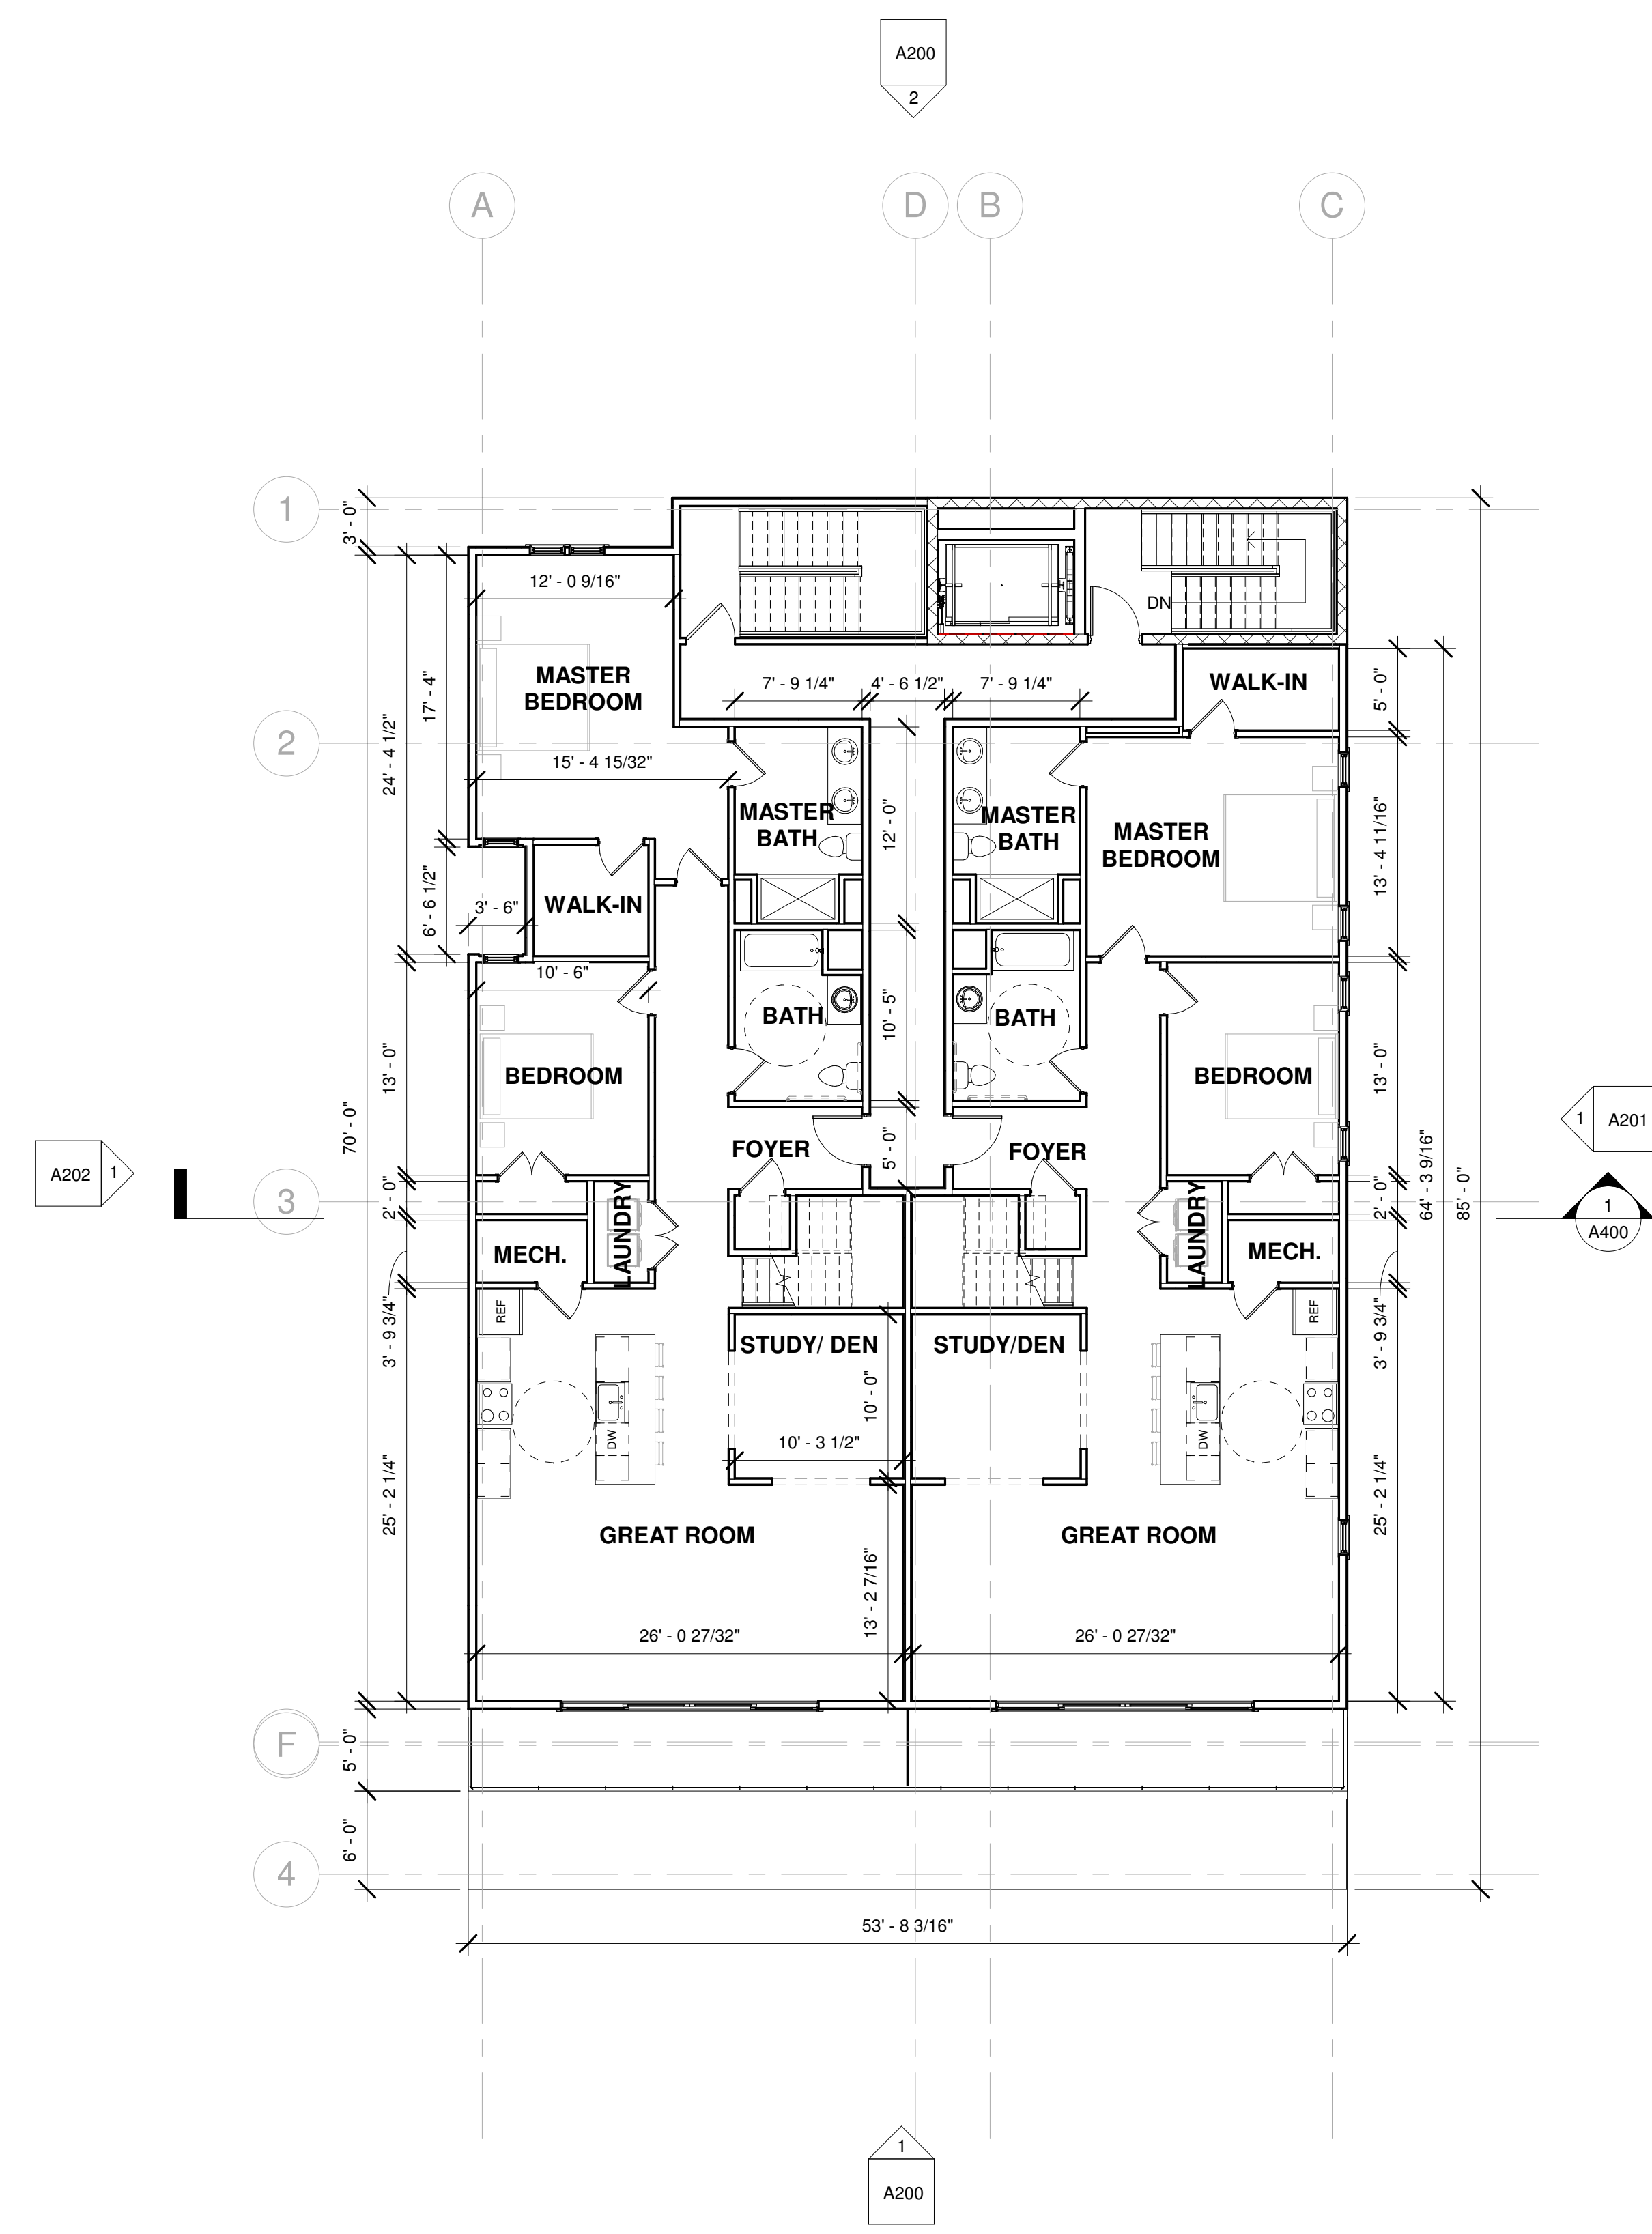 A200
2
A
D
B
C
1
3' - 0"
12' - 0 9/16"
DN
MASTER
BEDROOM
7' - 9 1/4"
4' - 6 1/2"
7' - 9 1/4"
WALK-IN
5' - 0"
17' - 4"
24' - 4 1/2"
2
15' - 4 15/32"
MASTER
BATH
12' - 0"
MASTER
BATH
MASTER
BEDROOM
13' - 4 11/16"
6' - 6 1/2"
3' - 6"
WALK-IN
10' - 6"
BATH
10' - 5"
BATH
BEDROOM
BEDROOM
13' - 0"
13' - 0"
70' - 0"
A202
1
FOYER
5' - 0"
FOYER
64' - 3 9/16"
85' - 0"
1
A201
3
2' - 0"
LAUNDRY
LAUNDRY
2' - 0"
1
A400
MECH.
MECH.
3' - 9 3/4"
REF
REF
3' - 9 3/4"
STUDY/ DEN
STUDY/DEN
10' - 0"
DW
10' - 3 1/2"
DW
25' - 2 1/4"
25' - 2 1/4"
GREAT ROOM
GREAT ROOM
13' - 2 7/16"
26' - 0 27/32"
26' - 0 27/32"
F
5' - 0"
6' - 0"
4
53' - 8 3/16"
1
A200